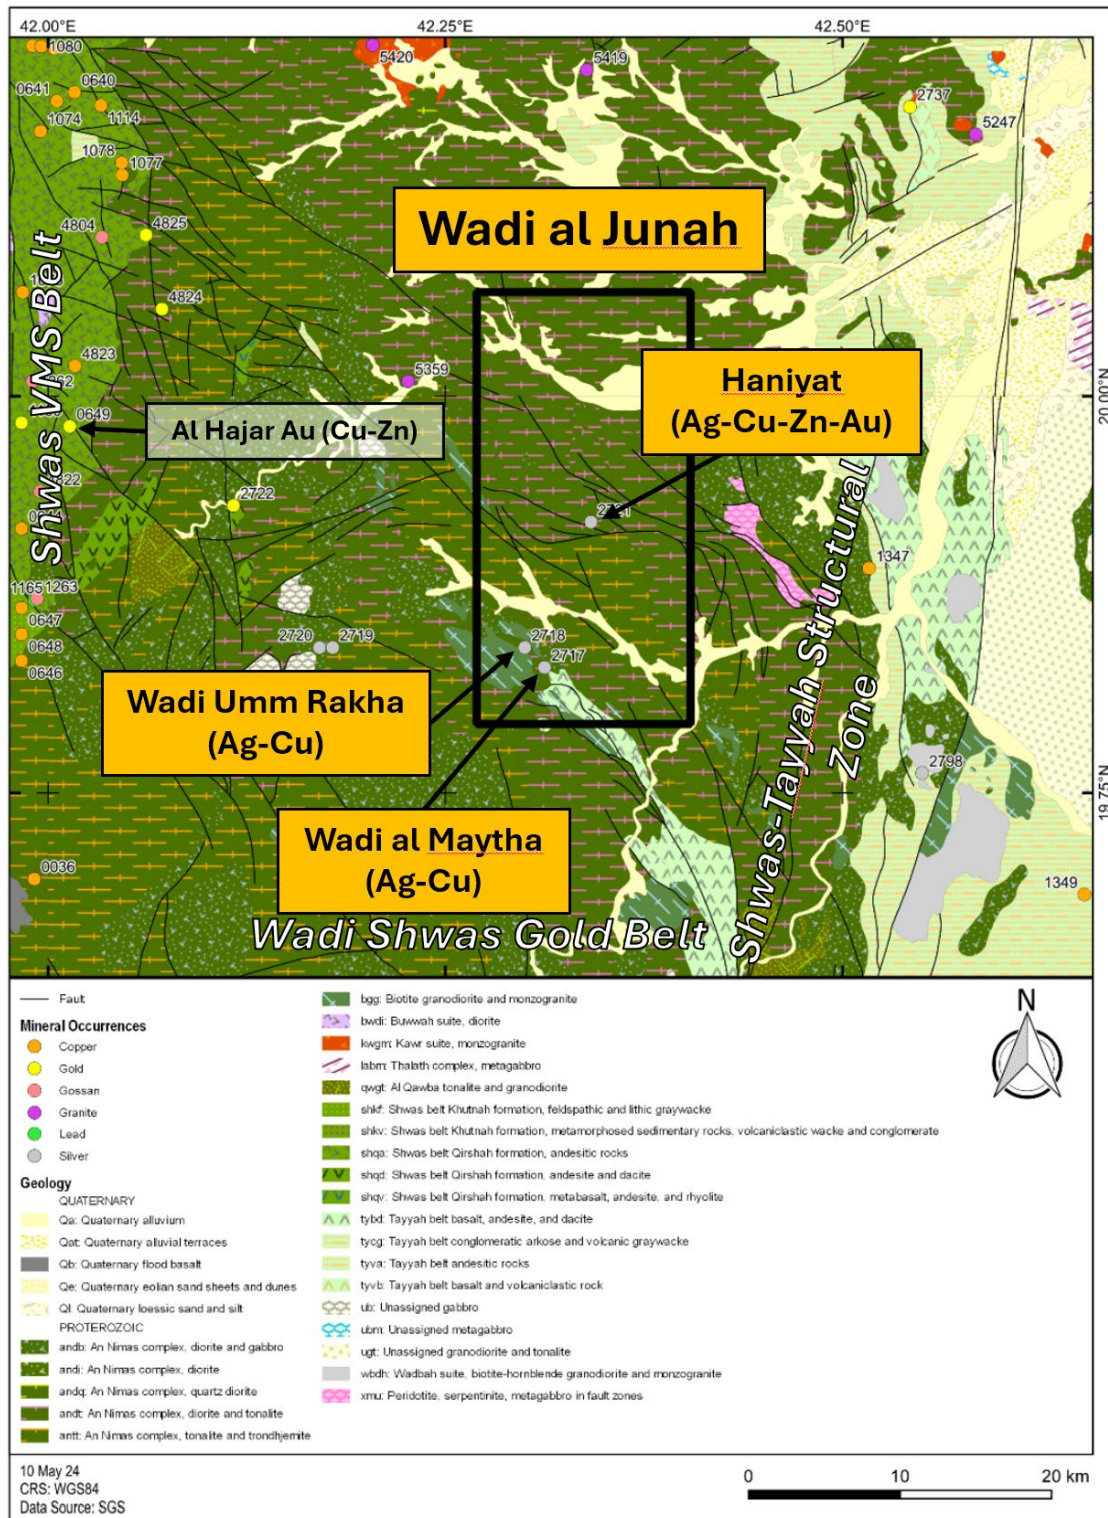 42.00°E
42.25°E
42.50°E
1080
5420
5419
0641
0640
2737
1074
1114
5247
1078
1077
Wadi al Junah
4804
4825
4824
20.00°N
4823
5359
Haniyat
(Ag-Cu-Zn-Au)
0649
Al Hajar Au (Cu-Zn)
Shwas VMS Belt
2722
1347
1165
1263
0647
2720
2719
2718
0648
2717
0646
Wadi Umm Rakha
(Ag-Cu)
Shwas-Tayyah Structural
Zone
2798
19.75°N
Wadi al Maytha
(Ag-Cu)
0036
1349
Wadi Shwas Gold Belt
Fault
Mineral Occurrences
Copper
Gold
Gossan
Granite
Lead
Silver
Geology
QUATERNARY
Qa: Quaternary alluvium
Qat: Quaternary alluvial terraces
Qb: Quaternary flood basalt
Qe: Quaternary eolian sand sheets and dunes
Ql: Quaternary loessic sand and silt
PROTEROZOIC
andb: An Nimas complex, diorite and gabbro
andi: An Nimas complex, diorite
andq: An Nimas complex, quartz diorite
andt: An Nimas complex, diorite and tonalite
antt: An Nimas complex, tonalite and trondhjemite
bgg: Biotite granodiorite and monzogranite
bwdi: Buwwah suite, diorite
kwgm: Kawr suite, monzogranite
labm: Thalath complex, metagabbro
qwgt: Al Qawba tonalite and granodiorite
shkf: Shwas belt Khutnah formation, feldspathic and lithic graywacke
shkv: Shwas belt Khutnah formation, metamorphosed sedimentary rocks, volcaniclastic wacke and conglomerate
shqa: Shwas belt Qirshah formation, andesitic rocks
shqd: Shwas belt Qirshah formation, andesite and dacite
shqv: Shwas belt Qirshah formation, metabasalt, andesite, and rhyolite
tybd: Tayyah belt basalt, andesite, and dacite
tycg: Tayyah belt conglomeratic arkose and volcanic graywacke
tyva: Tayyah belt andesitic rocks
tyvb: Tayyah belt basalt and volcaniclastic rock
ub: Unassigned gabbro
ubm: Unassigned metagabbro
ugt: Unassigned granodiorite and tonalite
wbdh: Wadbah suite, biotite-hornblende granodiorite and monzogranite
xmu: Peridotite, serpentinite, metagabbro in fault zones
N
10 May 24
CRS: WGS84
Data Source: SGS
0
10
20 km